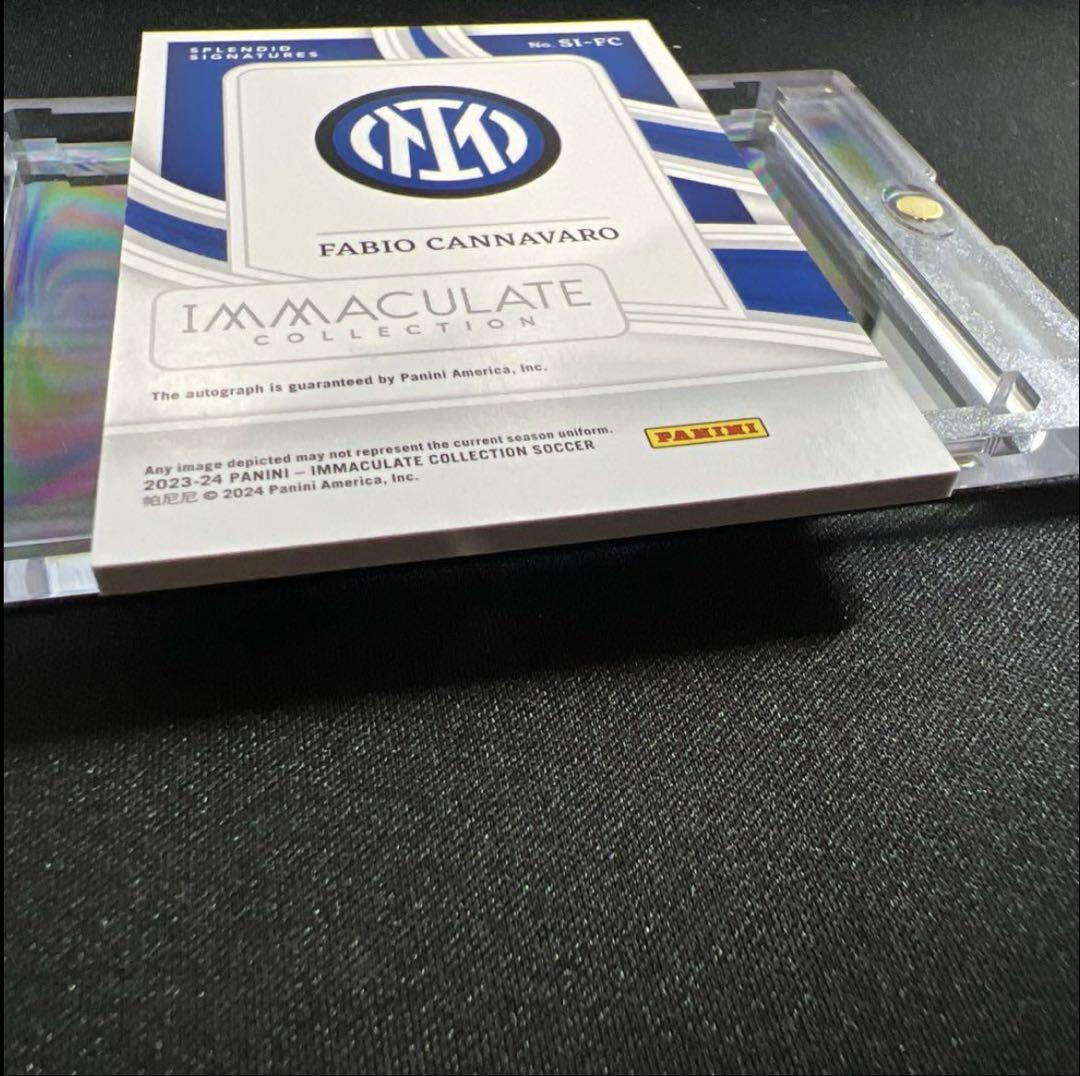 SPLENDID
SIGNATURES
No. SI-FC
FABIO CANNAVARO
IMMACULATE
COLLECTION
The autograph is guaranteed by Panini America, Inc.
Any image depicted may not represent the current season uniform.
2023-24 PANINI – IMMACULATE COLLECTION SOCCER
帕尼尼 © 2024 Panini America, Inc.
PANINI